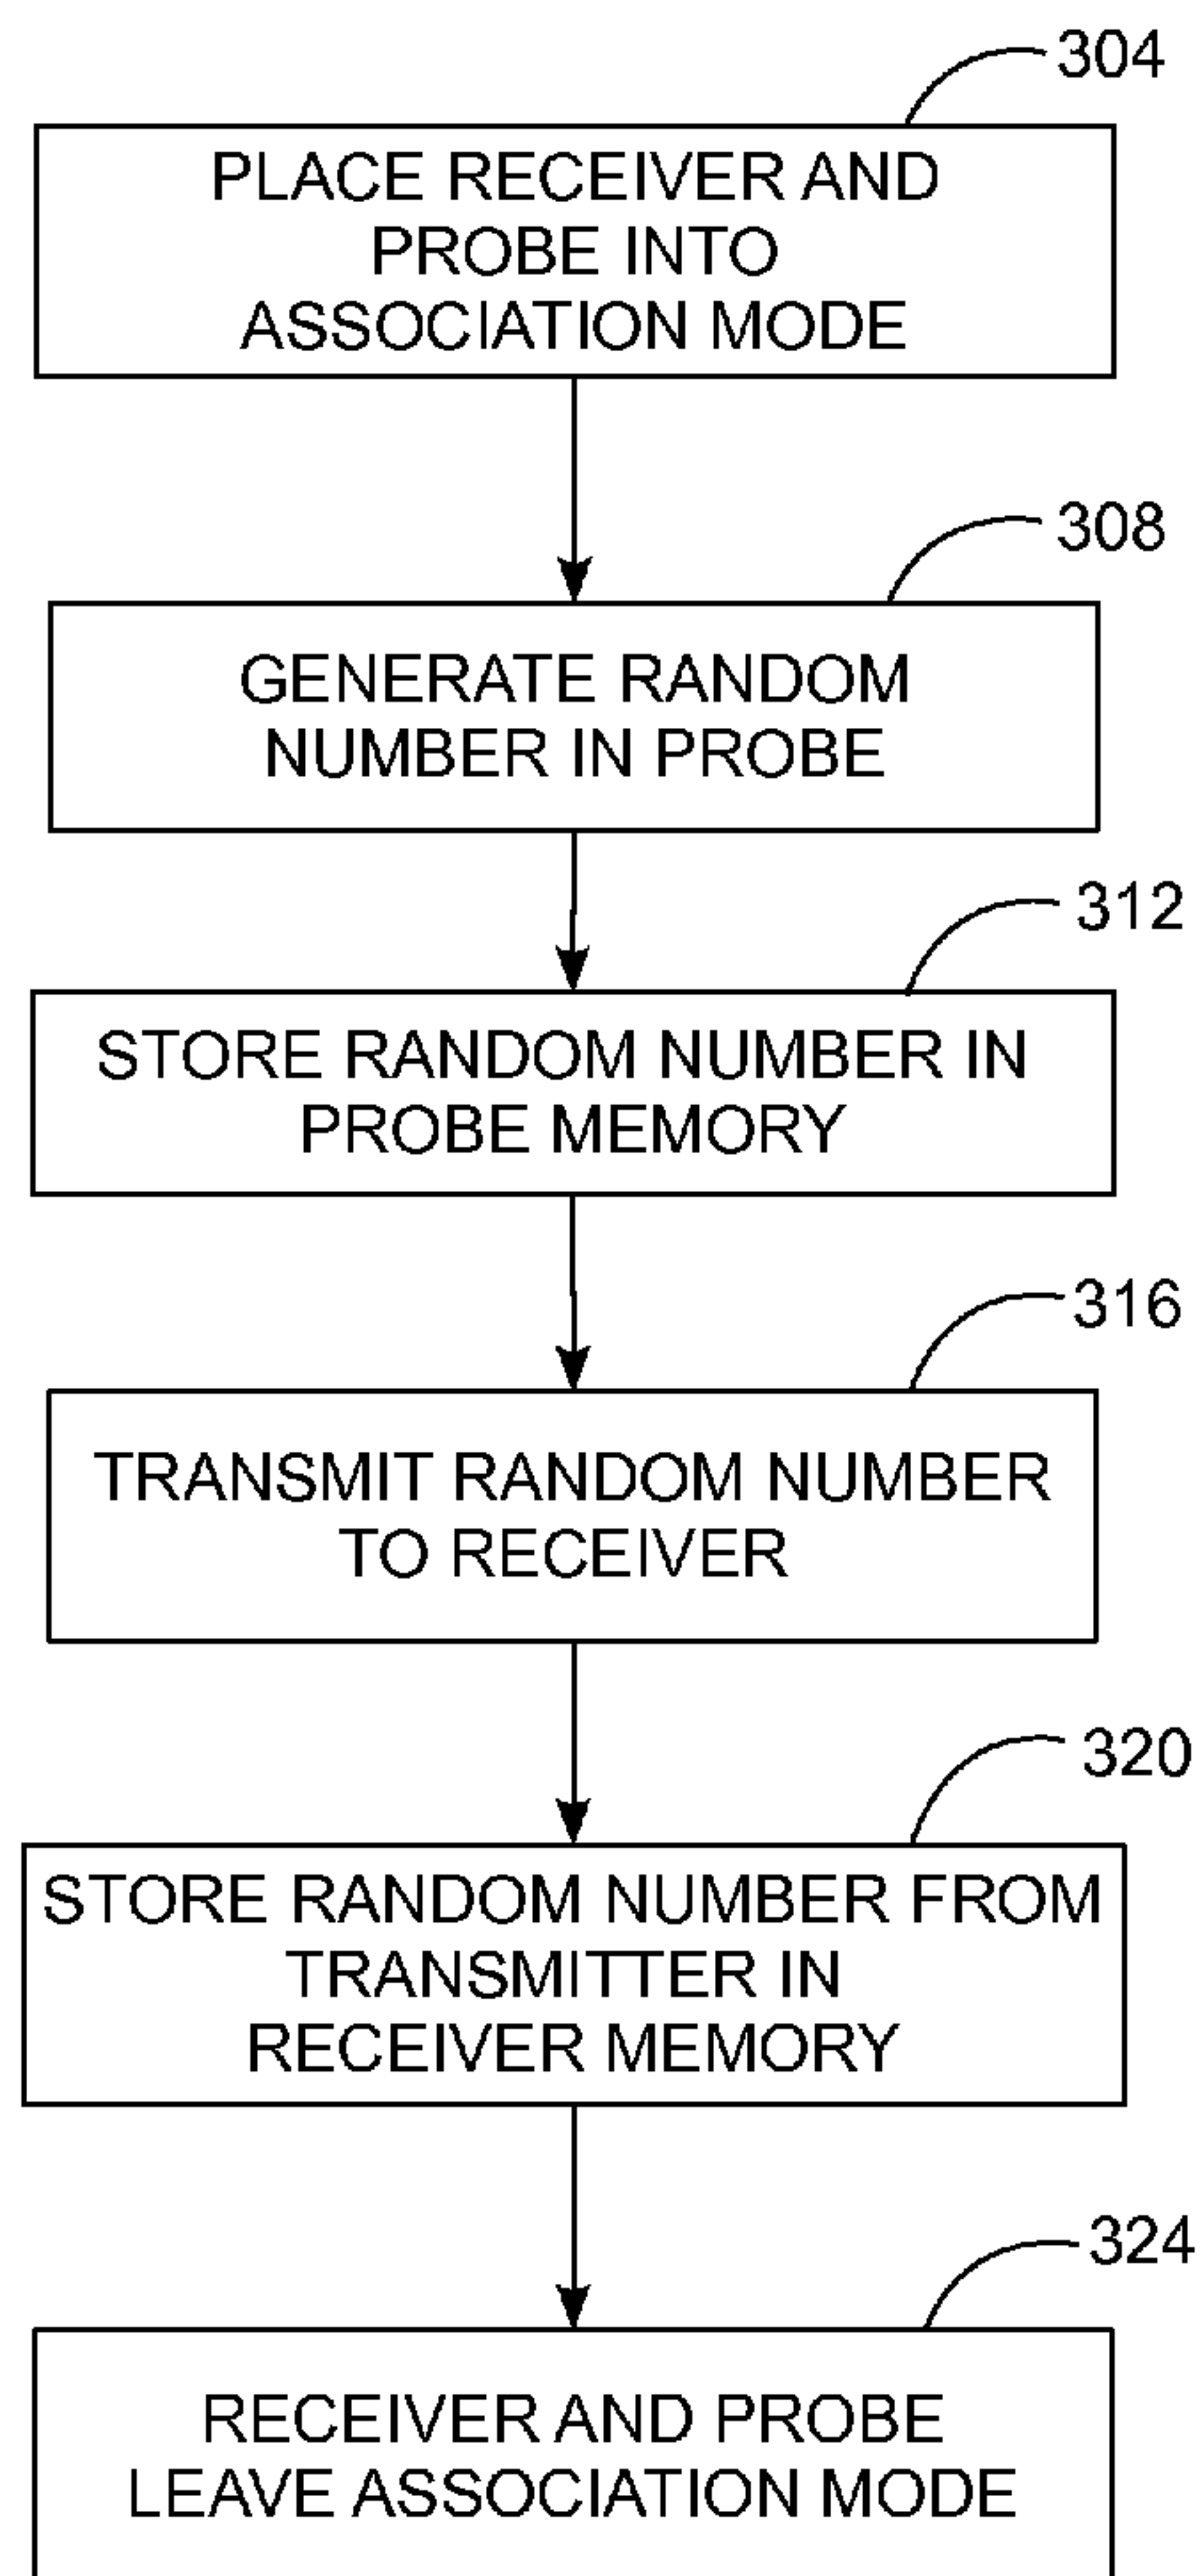 304
PLACE RECEIVER AND
PROBE INTO
ASSOCIATION MODE
308
GENERATE RANDOM
NUMBER IN PROBE
312
STORE RANDOM NUMBER IN
PROBE MEMORY
316
TRANSMIT RANDOM NUMBER
TO RECEIVER
320
STORE RANDOM NUMBER FROM
TRANSMITTER IN
RECEIVER MEMORY
324
RECEIVER AND PROBE
LEAVE ASSOCIATION MODE